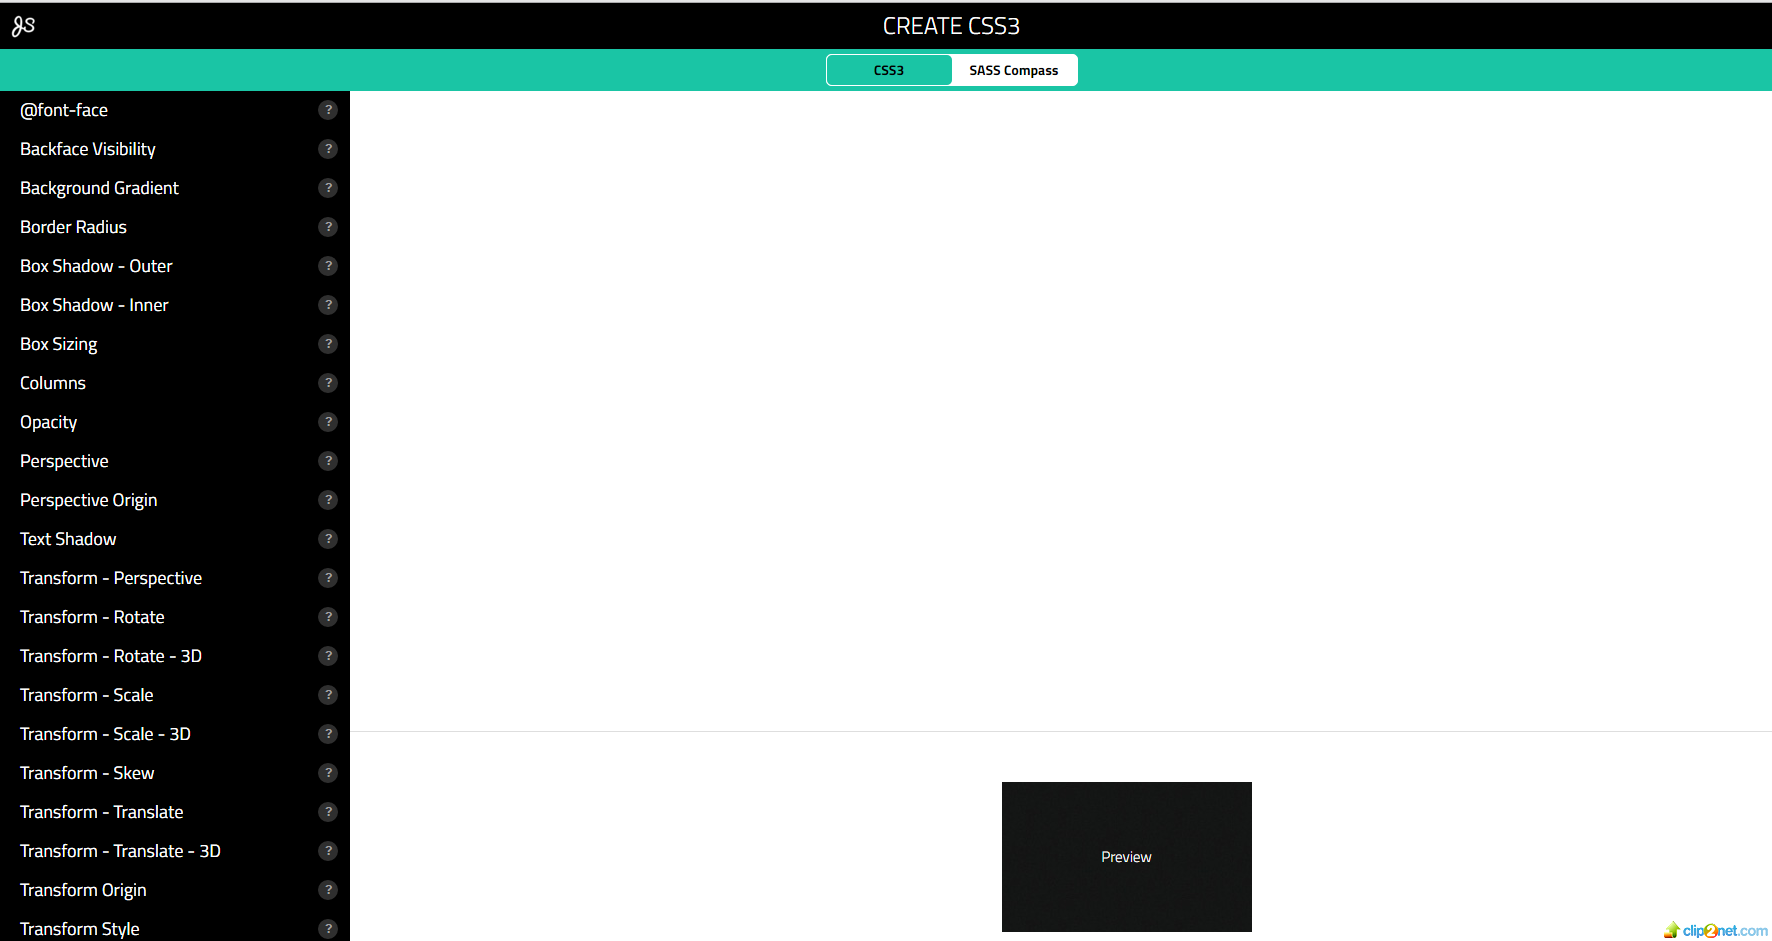 JS
CREATE CSS3
CSS3
SASS Compass
@font-face ?
Backface Visibility ?
Background Gradient ?
Border Radius ?
Box Shadow - Outer ?
Box Shadow - Inner ?
Box Sizing ?
Columns ?
Opacity ?
Perspective ?
Perspective Origin ?
Text Shadow ?
Transform - Perspective ?
Transform - Rotate ?
Transform - Rotate - 3D ?
Transform - Scale ?
Transform - Scale - 3D ?
Transform - Skew ?
Transform - Translate ?
Transform - Translate - 3D ?
Transform Origin ?
Transform Style ?
Preview
clip2net.com